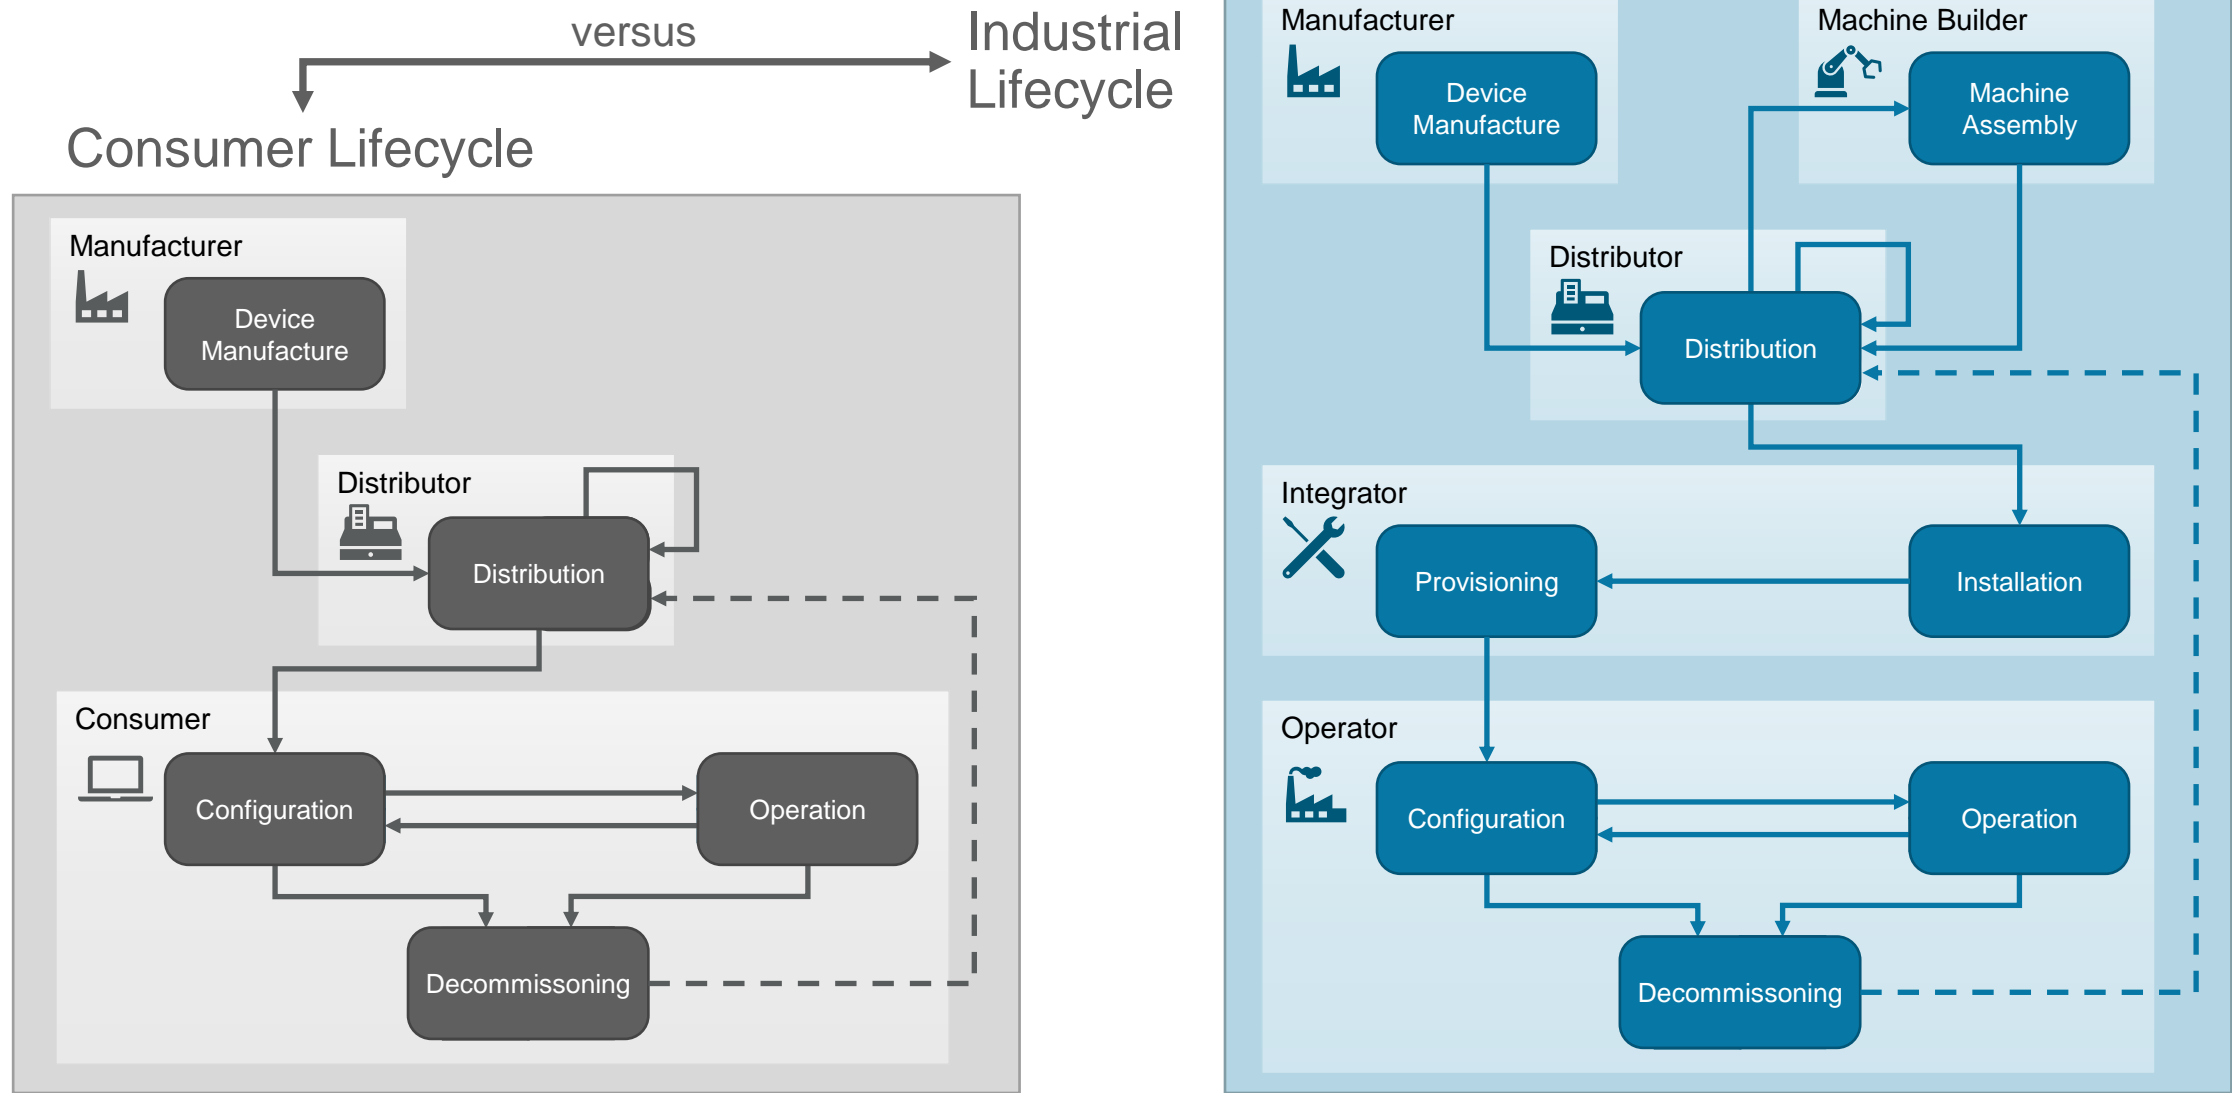 versus
Industrial
Lifecycle
Consumer Lifecycle
Manufacturer
Device
Manufacture
Distributor
Distribution
Consumer
Configuration
Operation
Decommissoning
Manufacturer
Device
Manufacture
Machine Builder
Machine
Assembly
Distributor
Distribution
Integrator
Provisioning
Installation
Operator
Configuration
Operation
Decommissoning